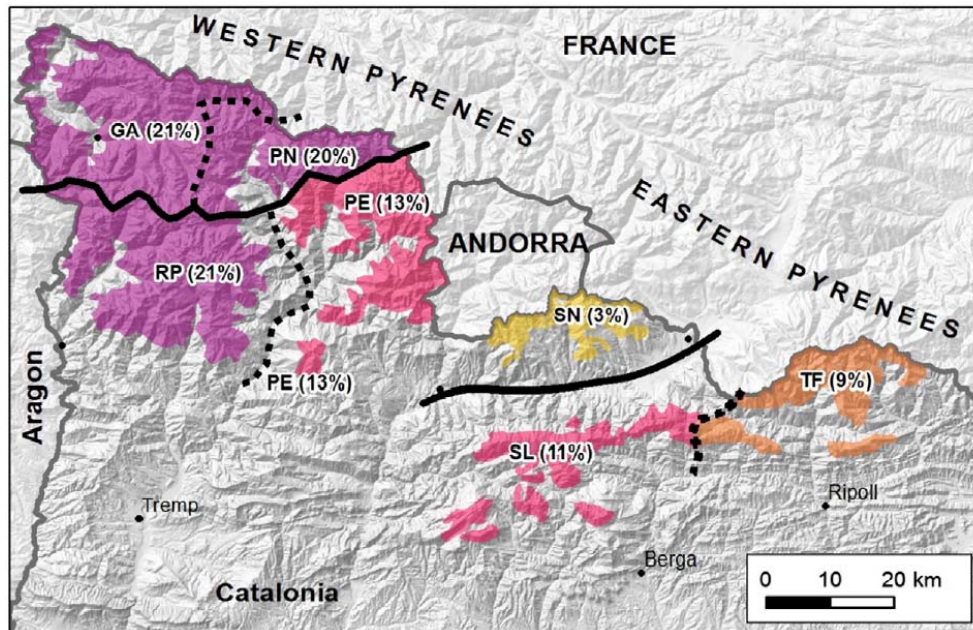 WESTERN PYRENEES
FRANCE
GA (21%)
PN (20%)
PE (13%)
EASTERN PYRENEES
ANDORRA
RP (21%)
SN (3%)
PE (13%)
TF (9%)
Aragon
SL (11%)
Tremp
Ripoll
Berga
Catalonia
0 10 20 km